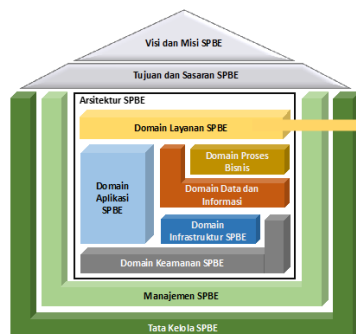 Visi dan Misi SPBE
Tujuan dan Sasaran SPBE
Arsitektur SPBE
Domain Layanan SPBE
Domain
Aplikasi
SPBE
Domain Proses
Bisnis
Domain Data dan
Informasi
Domain
Infrastruktur SPBE
Domain Keamanan SPBE
Manajemen SPBE
Tata Kelola SPBE